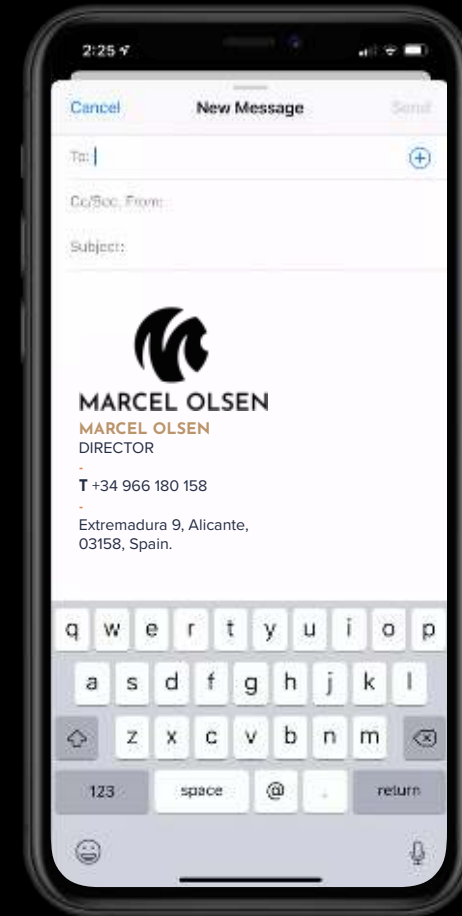 2:25
Cancel New Message Send
To:
Cc/Bcc, From:
Subject:
MARCEL OLSEN
MARCEL OLSEN
DIRECTOR
-
T +34 966 180 158
-
Extremadura 9, Alicante,
03158, Spain.
q w e r t y u i o p
a s d f g h j k l
z x c v b n m
123 space @ . return